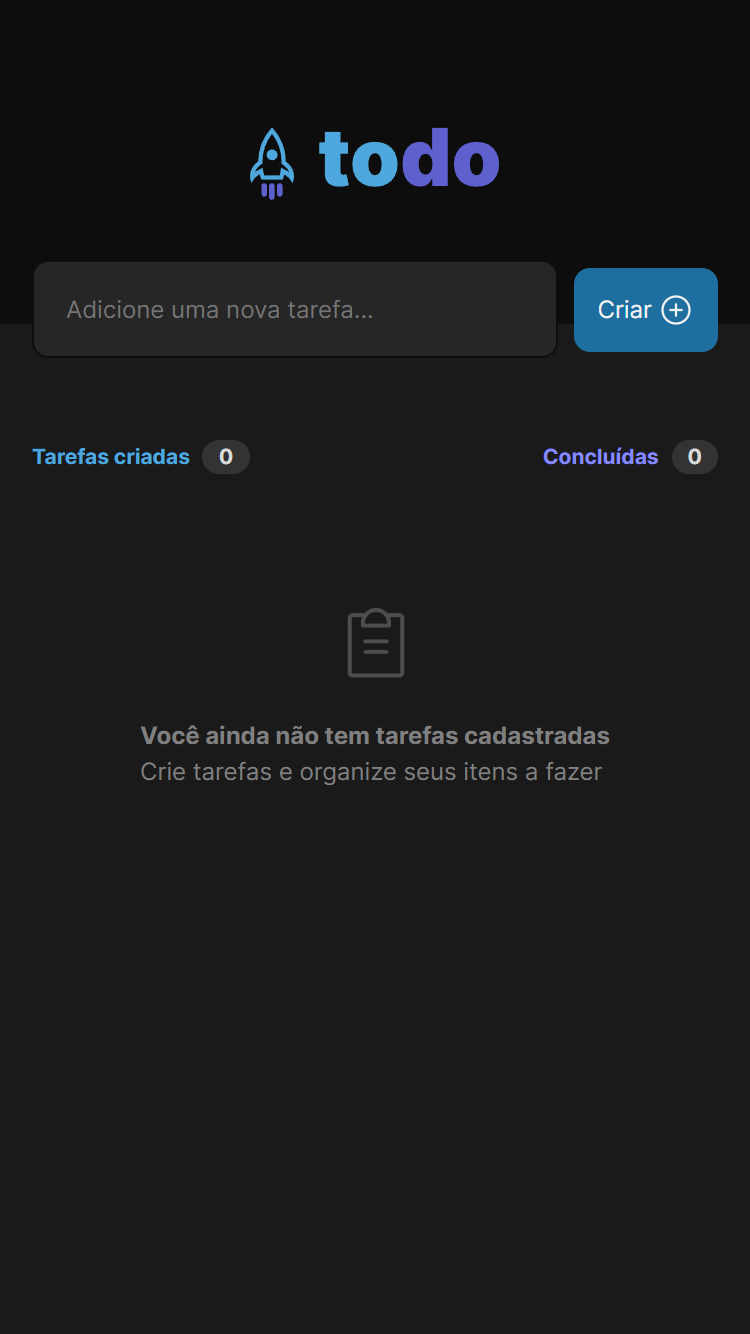 todo
Adicione uma nova tarefa...
Criar
Tarefas criadas 0
Concluídas 0
Você ainda não tem tarefas cadastradas
Crie tarefas e organize seus itens a fazer